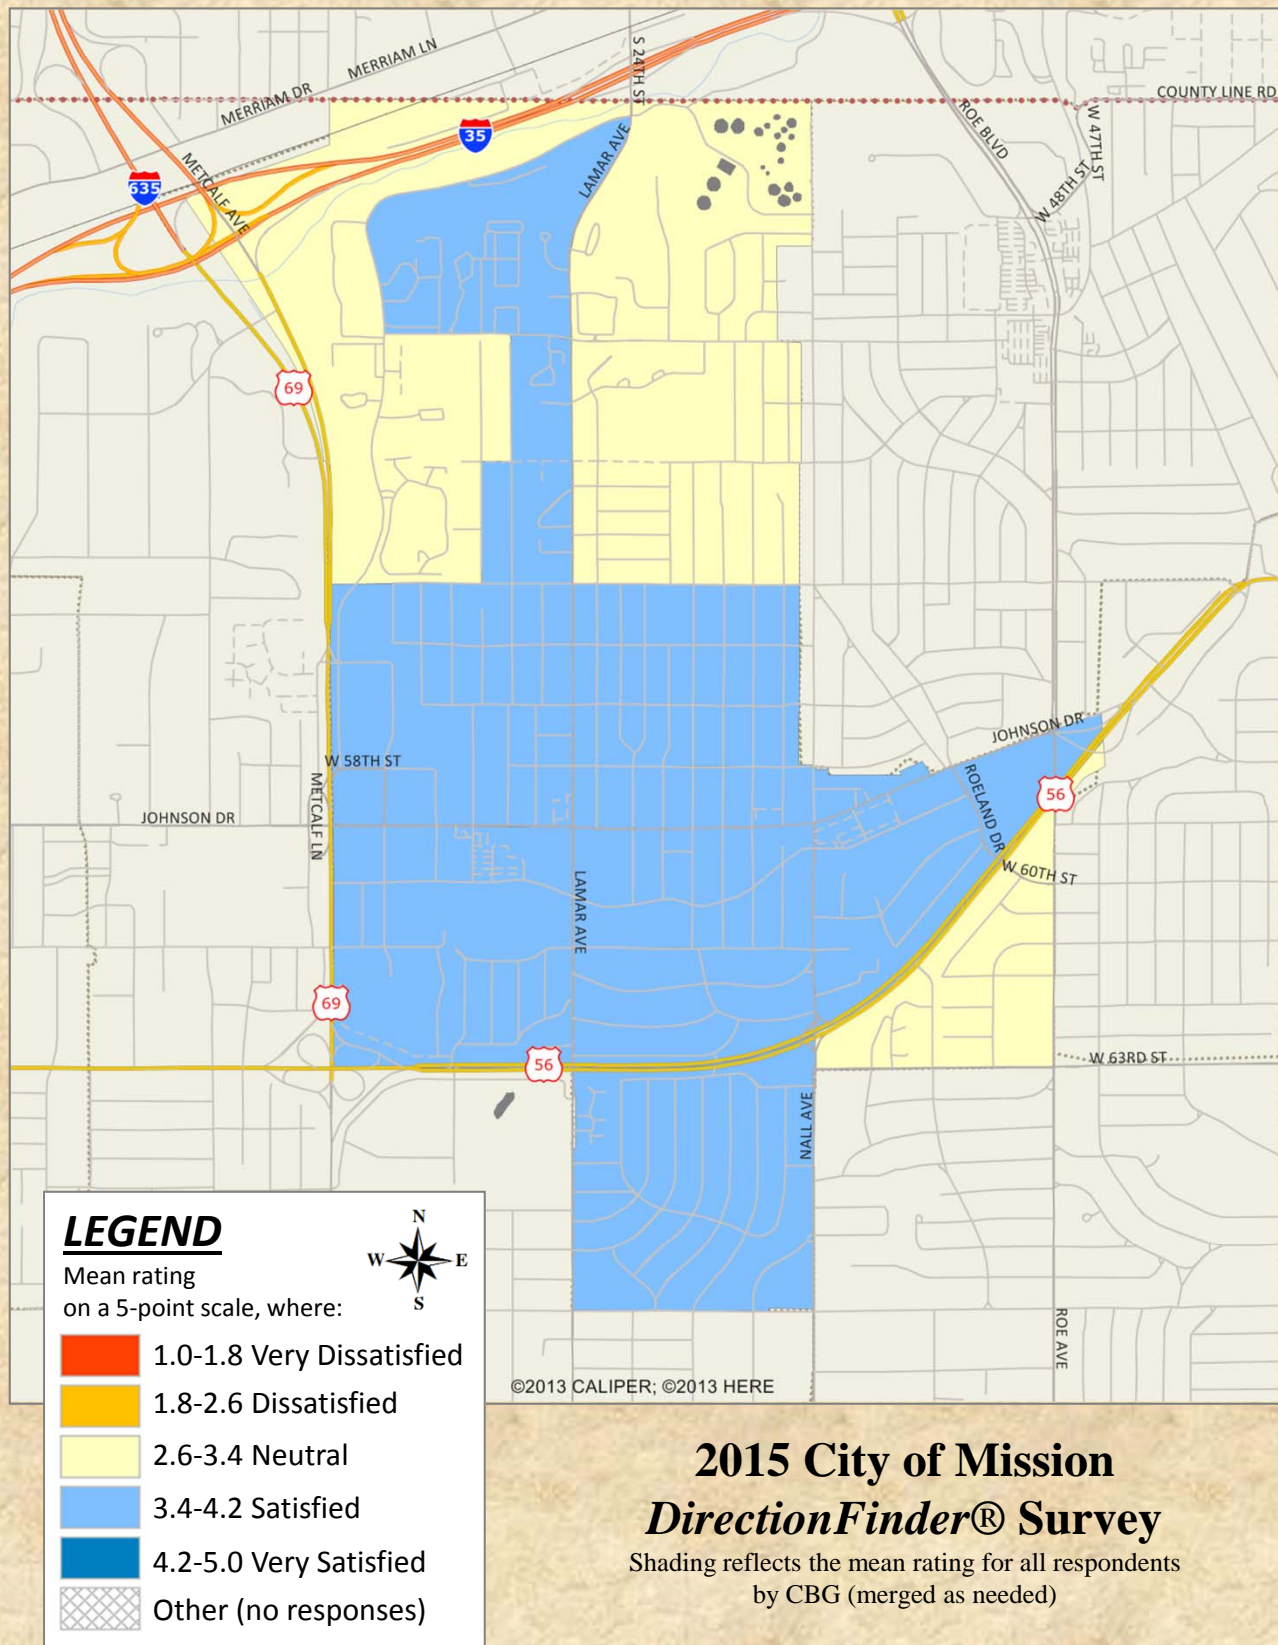 MERRIAM LN
S 24TH ST
MERRIAM DR
COUNTY LINE RD
35
ROE BLVD
W 47TH ST
635
METCALF AVE
LAMAR AVE
W 48TH ST
69
JOHNSON DR
W 58TH ST
ROELAND DR
56
METCALF LN
JOHNSON DR
W 60TH ST
LAMAR AVE
69
56
W 63RD ST
NALL AVE
ROE AVE
©2013 CALIPER; ©2013 HERE
LEGEND
N
W E
S
Mean rating
on a 5-point scale, where:
1.0-1.8 Very Dissatisfied
1.8-2.6 Dissatisfied
2.6-3.4 Neutral
3.4-4.2 Satisfied
4.2-5.0 Very Satisfied
Other (no responses)
2015 City of Mission
DirectionFinder® Survey
Shading reflects the mean rating for all respondents
by CBG (merged as needed)